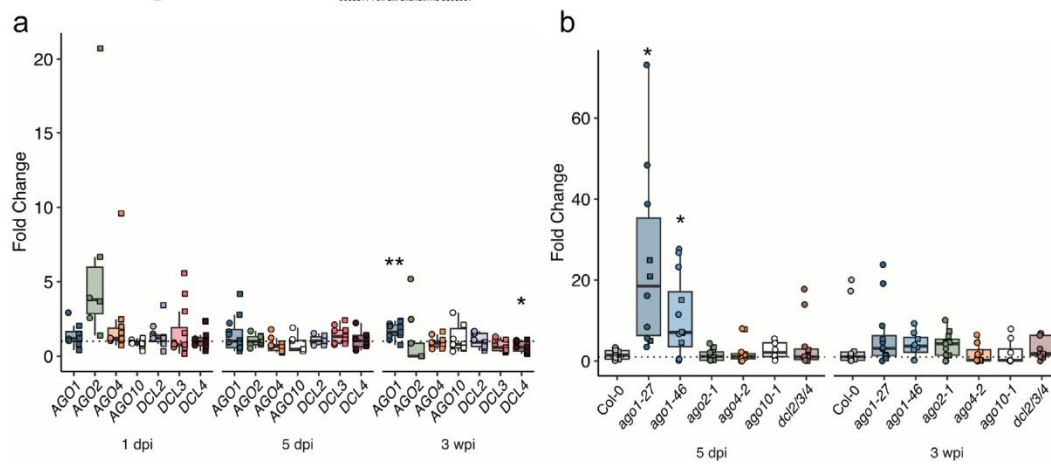 a
b
Fold Change
20
15
10
5
0
**
*
AGO1
AGO2
AGO4
AGO10
DCL2
DCL3
DCL4
AGO1
AGO2
AGO4
AGO10
DCL2
DCL3
DCL4
AGO1
AGO2
AGO4
AGO10
DCL2
DCL3
DCL4
1 dpi
5 dpi
3 wpi
Fold Change
60
40
20
0
*
*
Col-0
ago1-27
ago1-46
ago2-1
ago4-2
ago10-1
dcl2/3/4
Col-0
ago1-27
ago1-46
ago2-1
ago4-2
ago10-1
dcl2/3/4
5 dpi
3 wpi